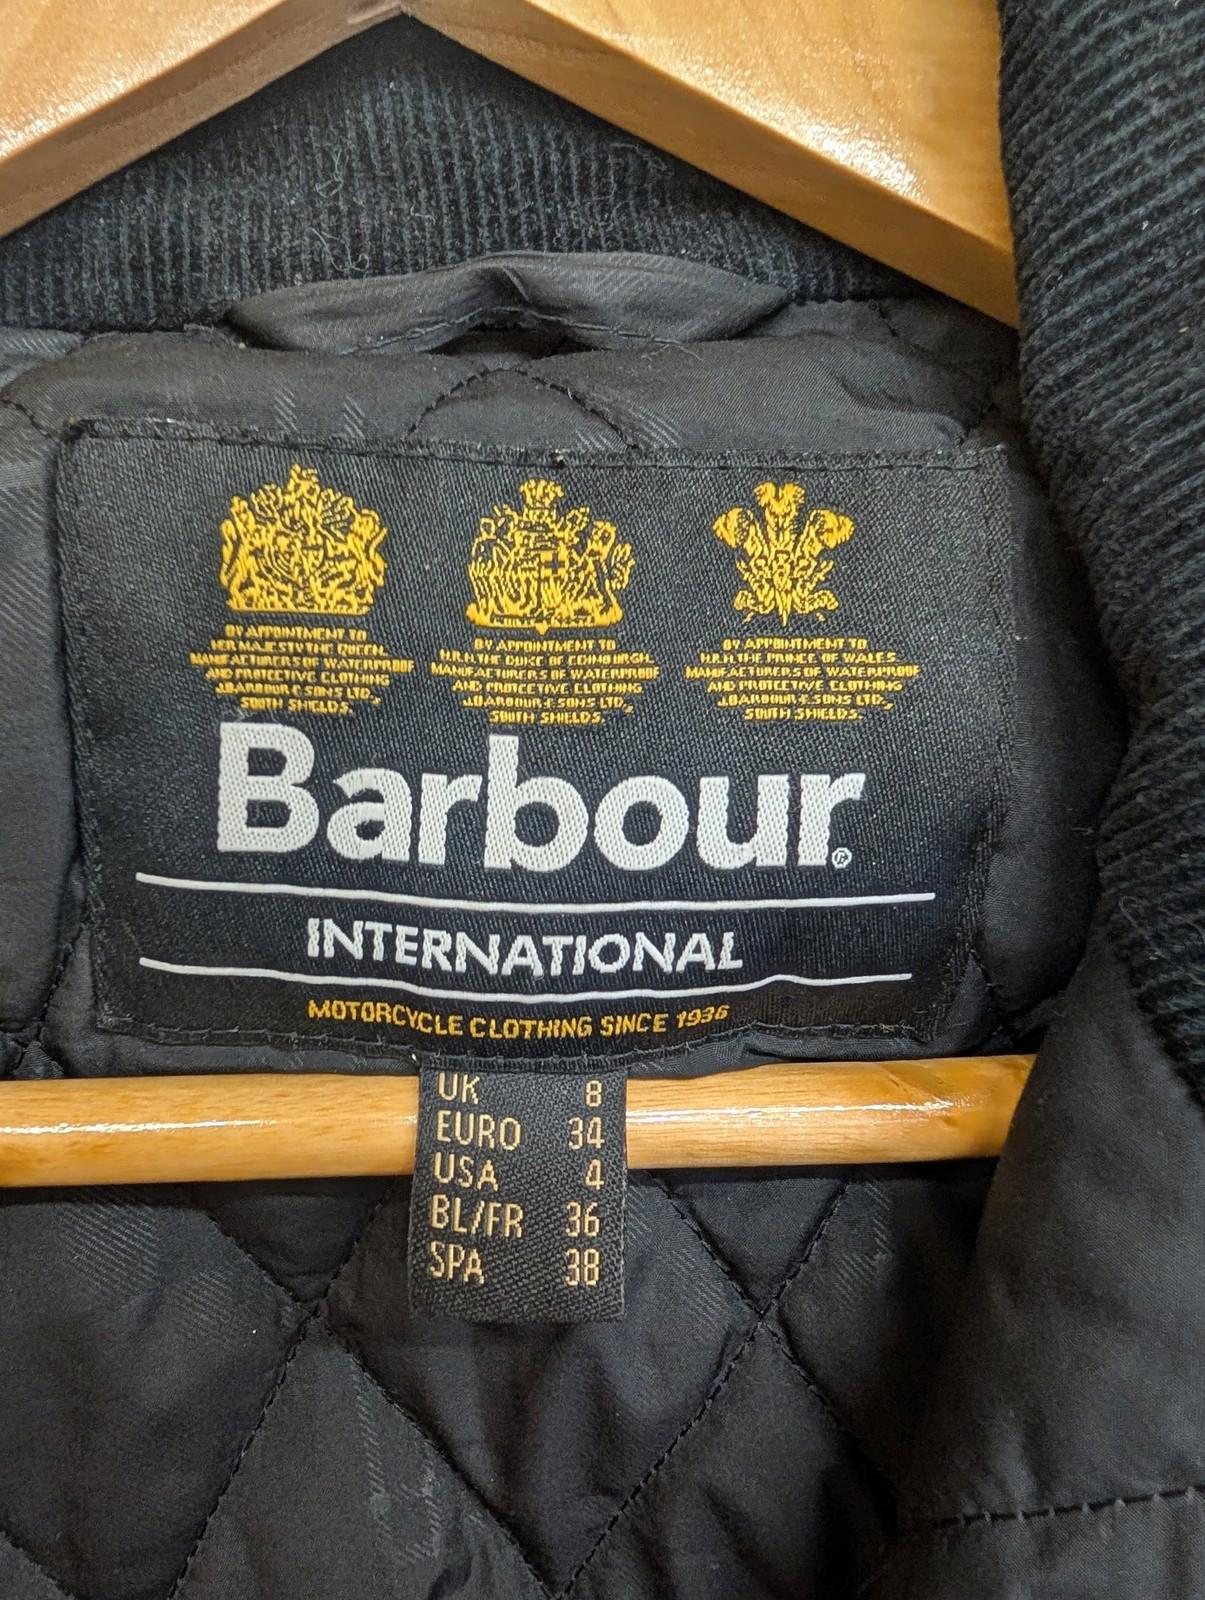 BY APPOINTMENT TO
HER MAJESTY THE QUEEN
MANUFACTURERS OF WATERPROOF
AND PROTECTIVE CLOTHING
J.BARBOUR & SONS LTD,
SOUTH SHIELDS.
BY APPOINTMENT TO
H.R.H. THE DUKE OF EDINBURGH.
MANUFACTURERS OF WATERPROOF
AND PROTECTIVE CLOTHING
J.BARBOUR & SONS LTD,
SOUTH SHIELDS.
BY APPOINTMENT TO
H.R.H. THE PRINCE OF WALES
MANUFACTURERS OF WATERPROOF
AND PROTECTIVE CLOTHING
J.BARBOUR & SONS LTD,
SOUTH SHIELDS.
Barbour®
INTERNATIONAL
MOTORCYCLE CLOTHING SINCE 1936
UK 8
EURO 34
USA 4
BL/FR 36
SPA 38